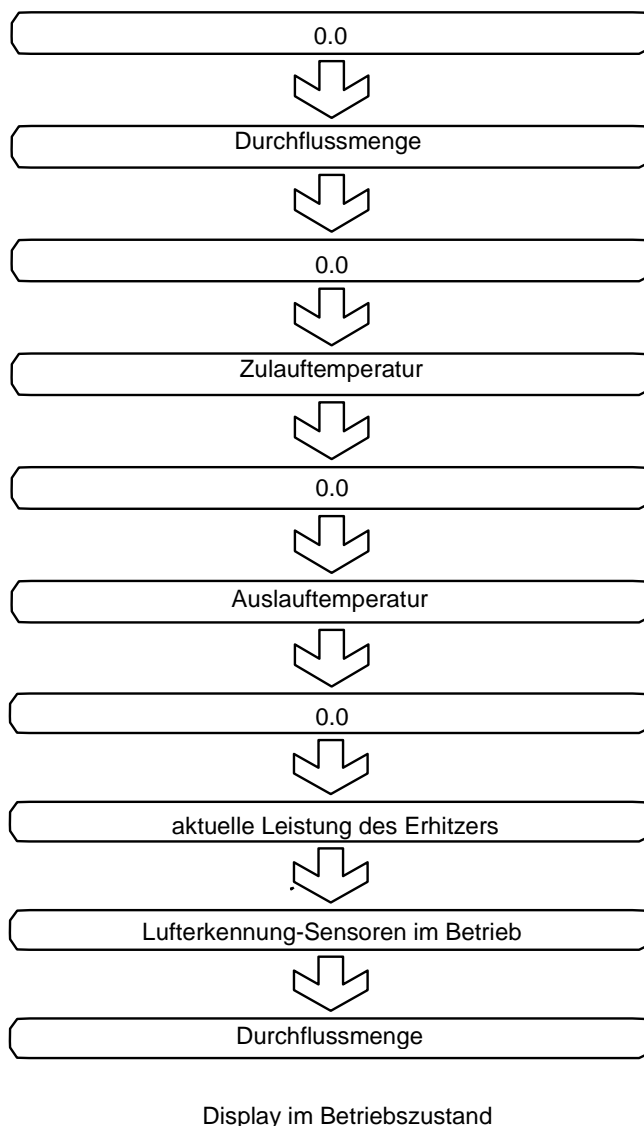 0.0
Durchflussmenge
0.0
Zulauftemperatur
0.0
Auslauftemperatur
0.0
aktuelle Leistung des Erhitzers
Lufterkennung-Sensoren im Betrieb
Durchflussmenge
Display im Betriebszustand